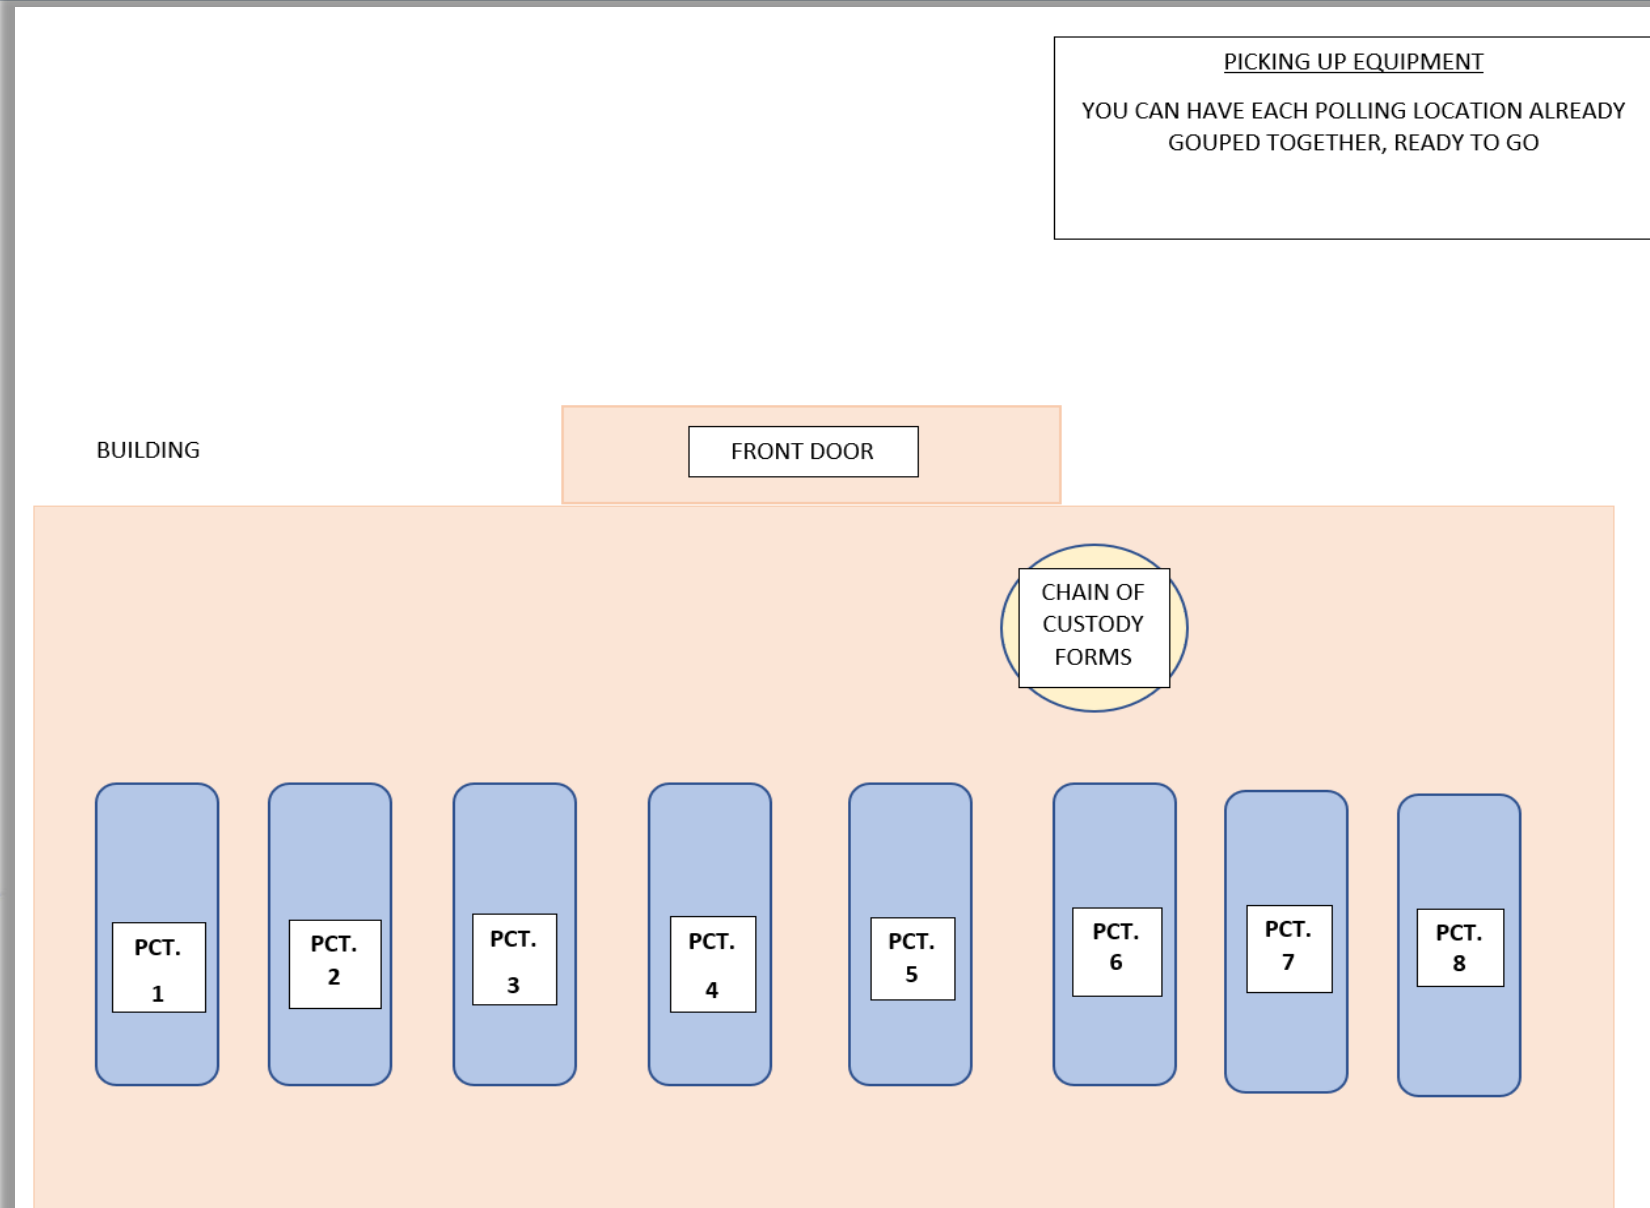 PICKING UP EQUIPMENT
YOU CAN HAVE EACH POLLING LOCATION ALREADY
GOUPED TOGETHER, READY TO GO
BUILDING
FRONT DOOR
CHAIN OF
CUSTODY
FORMS
PCT.
1
PCT.
2
PCT.
3
PCT.
4
PCT.
5
PCT.
6
PCT.
7
PCT.
8